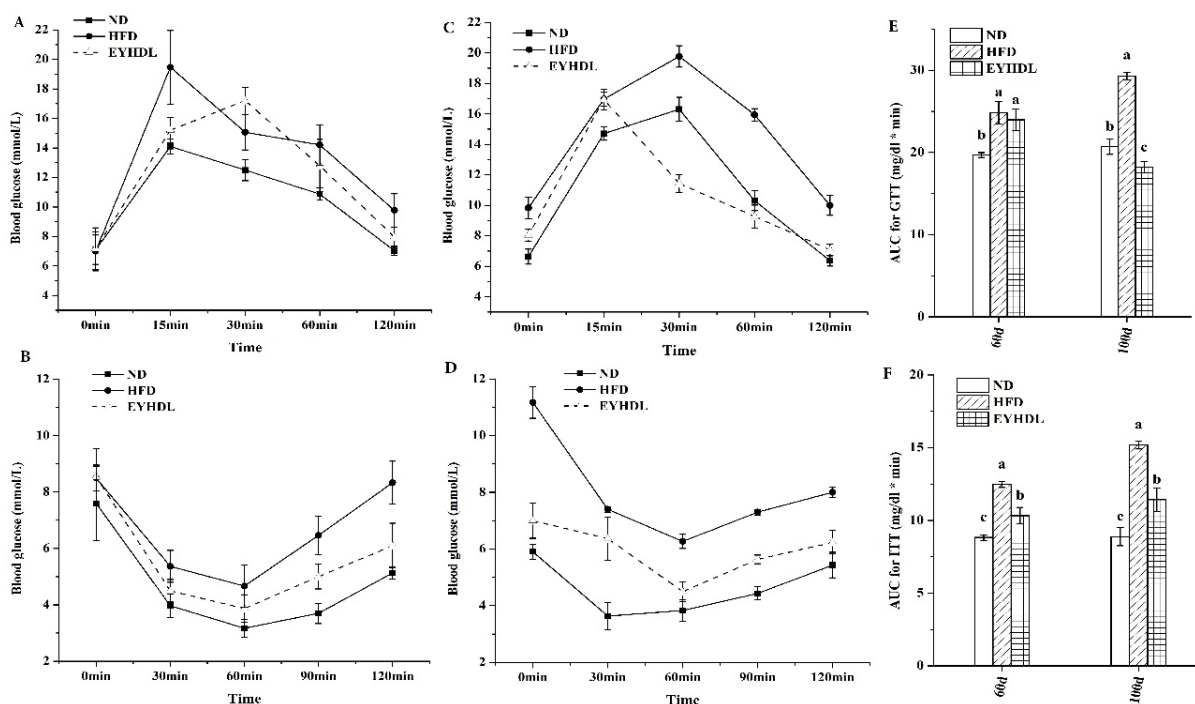 A
ND
HFD
EYHDL
Blood glucose (mmol/L)
22
20
18
16
14
12
10
8
6
4
0min
15min
30min
60min
120min
Time
C
ND
HFD
EYHDL
Blood glucose (mmol/L)
22
20
18
16
14
12
10
8
6
4
0min
15min
30min
60min
120min
Time
E
ND
HFD
EYHDL
AUC for GTT (mg/dl * min)
30
20
10
0
b
a
a
b
a
c
60d
100d
B
ND
HFD
EYHDL
Blood glucose (mmol/L)
12
10
8
6
4
2
0min
30min
60min
90min
120min
Time
D
ND
HFD
EYHDL
Blood glucose (mmol/L)
12
10
8
6
4
2
0min
30min
60min
90min
120min
Time
F
ND
HFD
EYHDL
AUC for ITT (mg/dl * min)
20
15
10
5
0
c
a
b
c
a
b
60d
100d